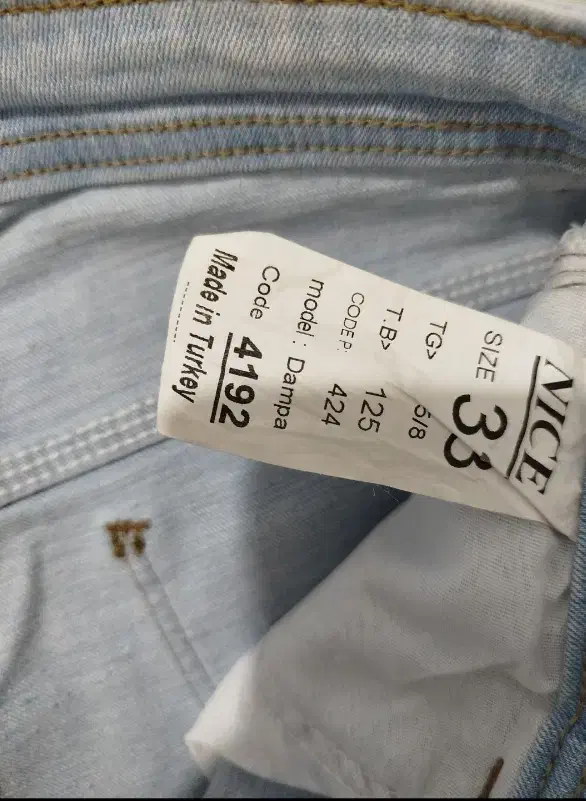 NICE
SIZE 33
TG> 6/8
T.B> 125
CODE P: 424
model : Dampa
Code 4192
Made in Turkey